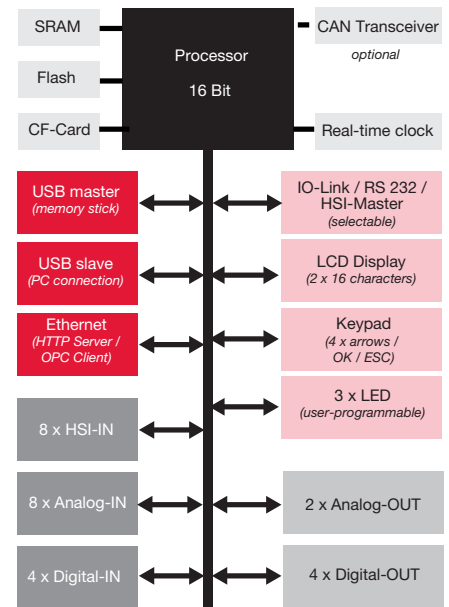 SRAM
Flash
CF-Card
Processor
16 Bit
CAN Transceiver
optional
Real-time clock
USB master
(memory stick)
IO-Link / RS 232 /
HSI-Master
(selectable)
USB slave
(PC connection)
LCD Display
(2 x 16 characters)
Ethernet
(HTTP Server /
OPC Client)
Keypad
(4 x arrows /
OK / ESC)
3 x LED
(user-programmable)
8 x HSI-IN
8 x Analog-IN
2 x Analog-OUT
4 x Digital-IN
4 x Digital-OUT